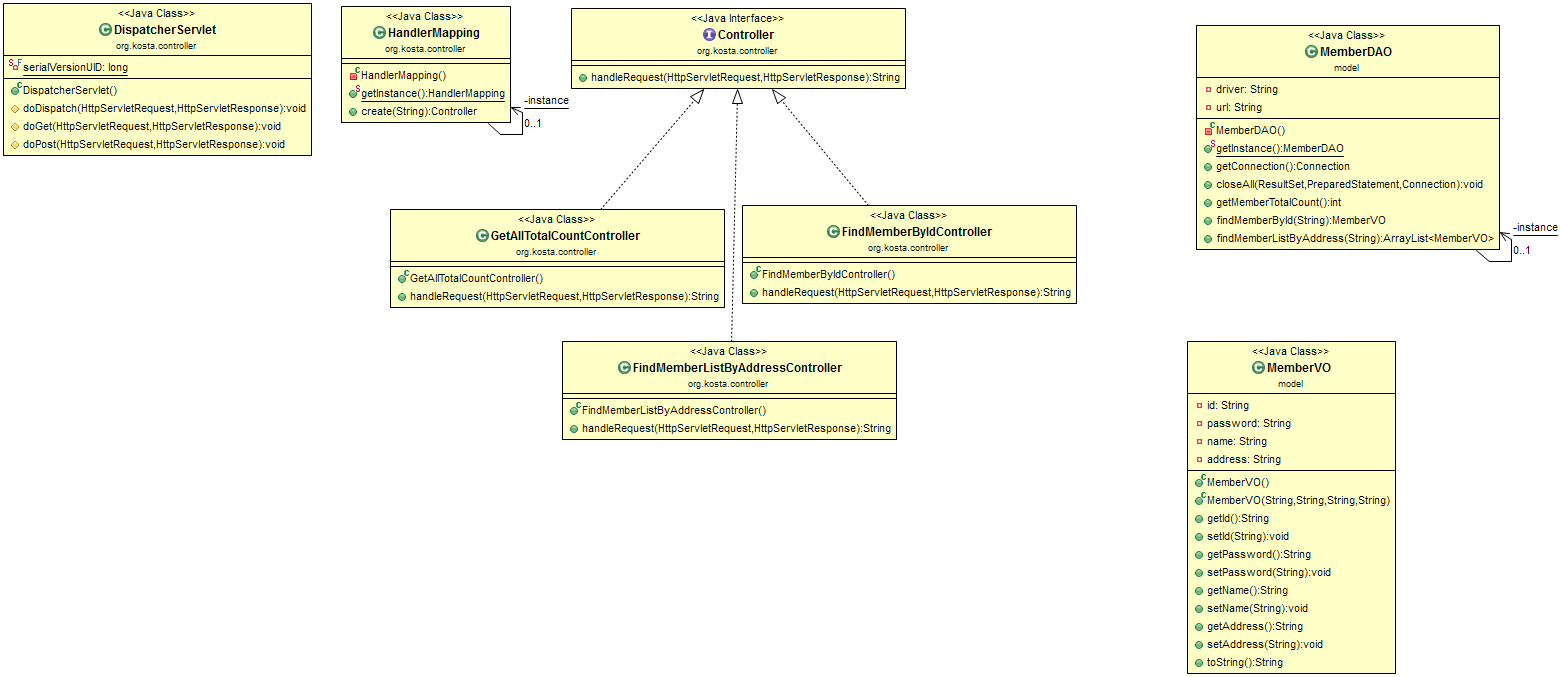 <<Java Class>>
DispatcherServlet
org.kosta.controller
serialVersionUID: long
DispatcherServlet()
doDispatch(HttpServletRequest,HttpServletResponse):void
doGet(HttpServletRequest,HttpServletResponse):void
doPost(HttpServletRequest,HttpServletResponse):void
<<Java Class>>
HandlerMapping
org.kosta.controller
HandlerMapping()
getInstance():HandlerMapping
create(String):Controller
-instance
0..1
<<Java Interface>>
Controller
org.kosta.controller
handleRequest(HttpServletRequest,HttpServletResponse):String
<<Java Class>>
MemberDAO
model
driver: String
url: String
MemberDAO()
getInstance():MemberDAO
getConnection():Connection
closeAll(ResultSet,PreparedStatement,Connection):void
getMemberTotalCount():int
findMemberById(String):MemberVO
findMemberListByAddress(String):ArrayList<MemberVO>
-instance
0..1
<<Java Class>>
GetAllTotalCountController
org.kosta.controller
GetAllTotalCountController()
handleRequest(HttpServletRequest,HttpServletResponse):String
<<Java Class>>
FindMemberByIdController
org.kosta.controller
FindMemberByIdController()
handleRequest(HttpServletRequest,HttpServletResponse):String
<<Java Class>>
FindMemberListByAddressController
org.kosta.controller
FindMemberListByAddressController()
handleRequest(HttpServletRequest,HttpServletResponse):String
<<Java Class>>
MemberVO
model
id: String
password: String
name: String
address: String
MemberVO()
MemberVO(String,String,String,String)
getId():String
setId(String):void
getPassword():String
setPassword(String):void
getName():String
setName(String):void
getAddress():String
setAddress(String):void
toString():String